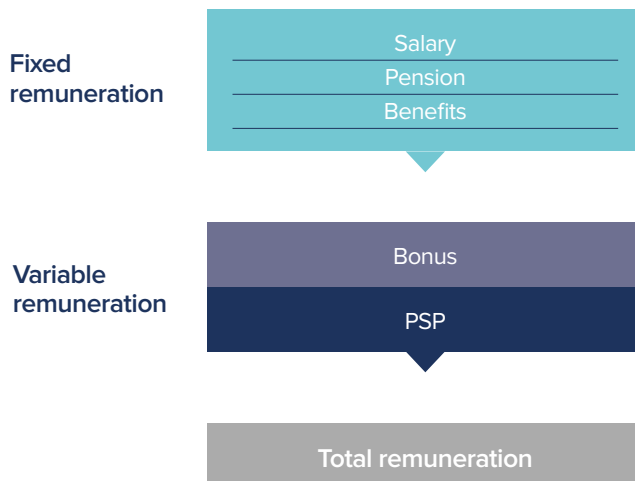 Fixed
remuneration
Salary
Pension
Benefits
Variable
remuneration
Bonus
PSP
Total remuneration